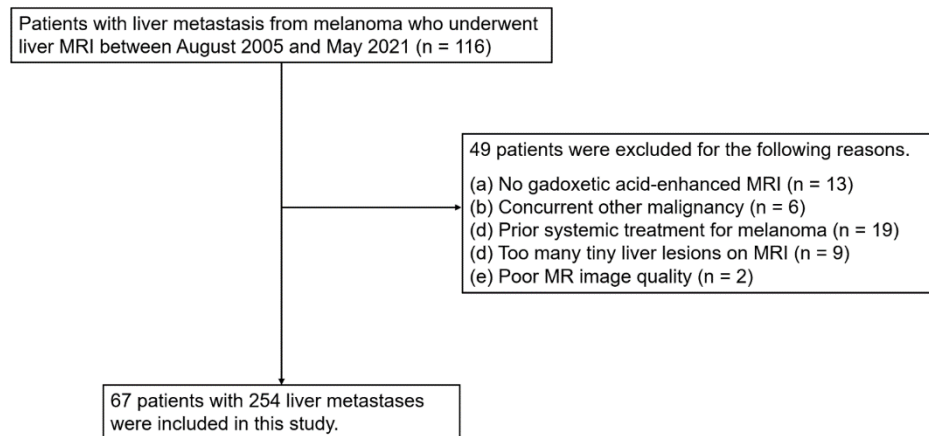 Patients with liver metastasis from melanoma who underwent
liver MRI between August 2005 and May 2021 (n = 116)
49 patients were excluded for the following reasons.
(a) No gadoxetic acid-enhanced MRI (n = 13)
(b) Concurrent other malignancy (n = 6)
(d) Prior systemic treatment for melanoma (n = 19)
(d) Too many tiny liver lesions on MRI (n = 9)
(e) Poor MR image quality (n = 2)
67 patients with 254 liver metastases
were included in this study.